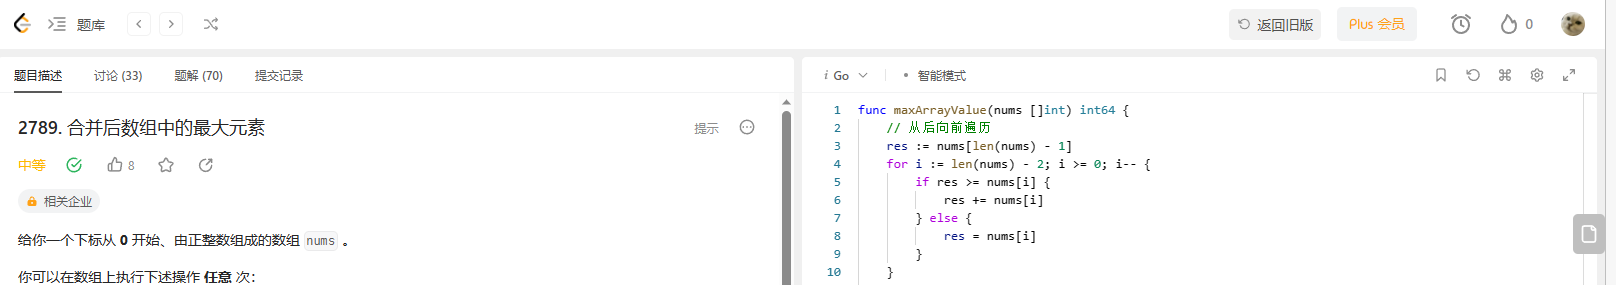 题库
返回旧版
Plus 会员
0
题目描述
讨论 (33)
题解 (70)
提交记录
2789. 合并后数组中的最大元素
提示
中等
8
相关企业
给你一个下标从 0 开始、由正整数组成的数组 nums 。
你可以在数组上执行下述操作 任意 次：
i Go
• 智能模式
1 func maxArrayValue(nums []int) int64 {
2 // 从后向前遍历
3 res := nums[len(nums) - 1]
4 for i := len(nums) - 2; i >= 0; i-- {
5 if res >= nums[i] {
6 res += nums[i]
7 } else {
8 res = nums[i]
9 }
10 }